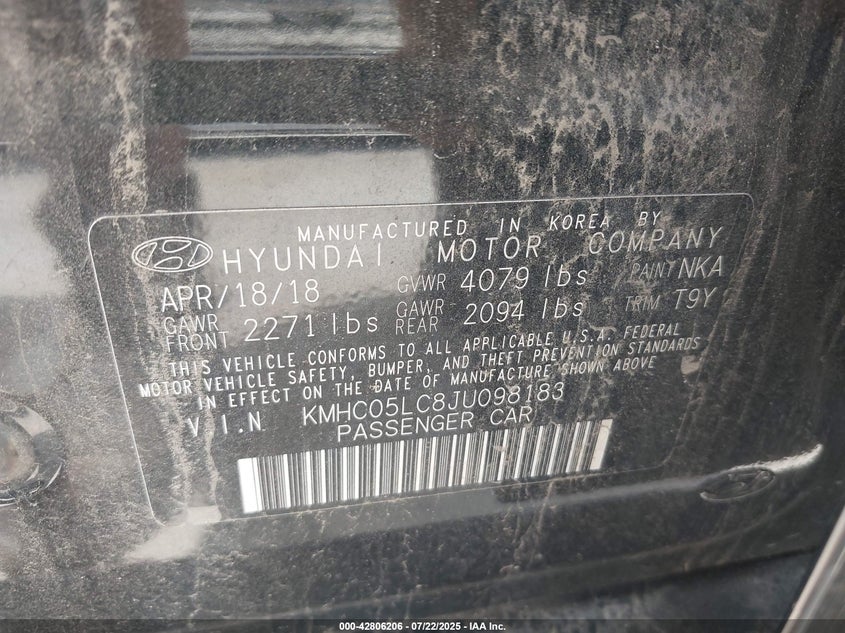 MANUFACTURED IN KOREA BY
HYUNDAI MOTOR COMPANY
APR/18/18 GVWR 4079 lbs PAINT NKA
GAWR FRONT 2271 lbs GAWR REAR 2094 lbs TRIM T9Y
THIS VEHICLE CONFORMS TO ALL APPLICABLE U.S.A. FEDERAL
MOTOR VEHICLE SAFETY, BUMPER, AND THEFT PREVENTION STANDARDS
IN EFFECT ON THE DATE OF MANUFACTURE SHOWN ABOVE
V I.N KMHC05LC8JU098183
PASSENGER CAR
000-42806206 - 07/22/2025 - IAA Inc.